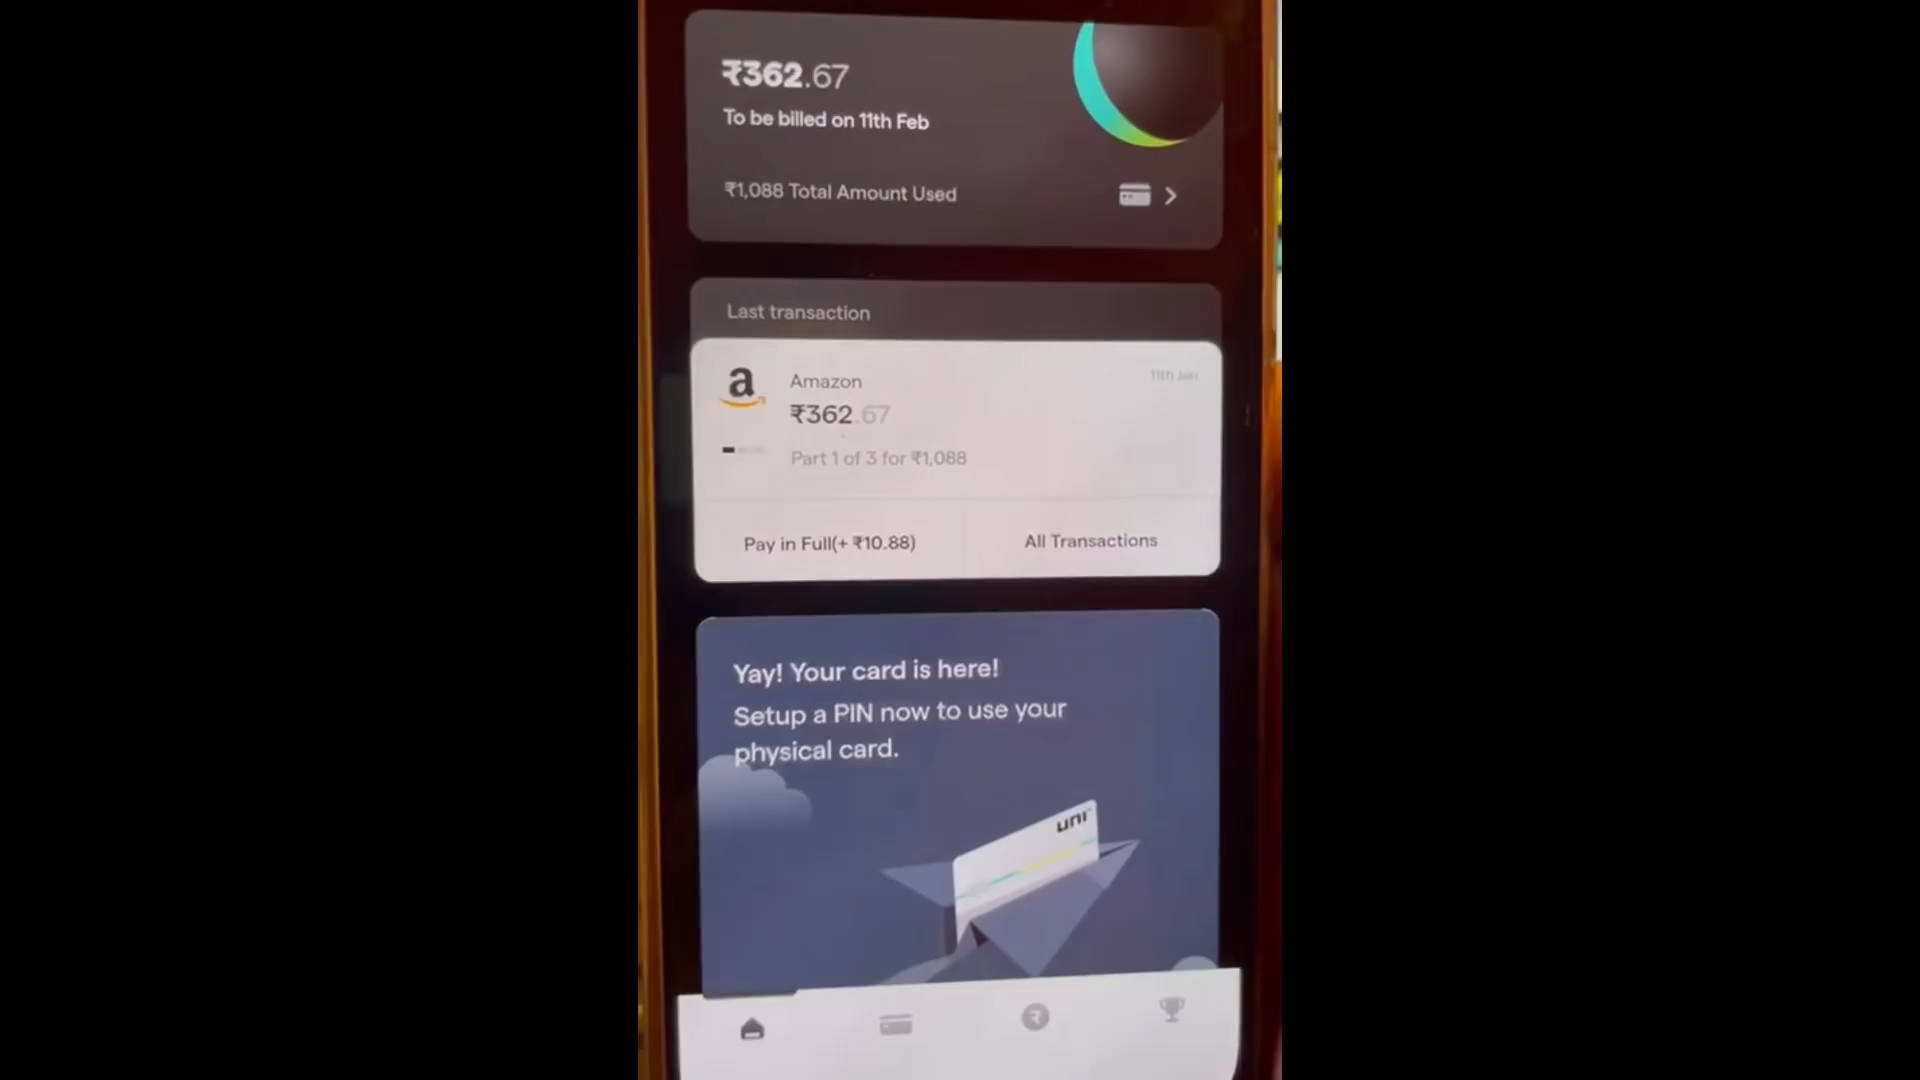 ₹362.67
To be billed on 11th Feb
₹1,088 Total Amount Used
Last transaction
a
Amazon
11th Jan
₹362.67
Part 1 of 3 for ₹1,088
Pay in Full(+ ₹10.88)
All Transactions
Yay! Your card is here!
Setup a PIN now to use your
physical card.
uni
₹